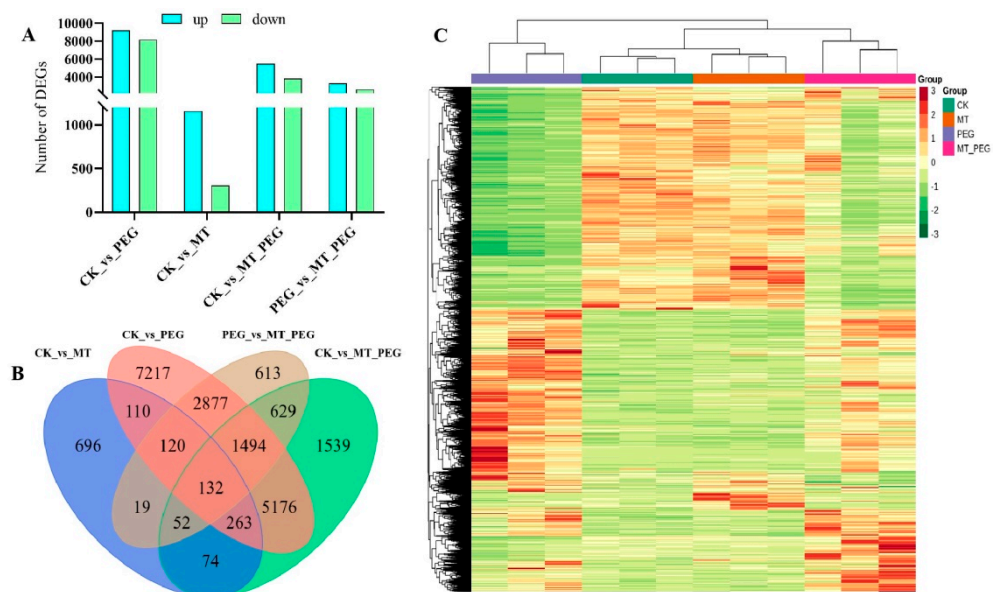 A
up down
Number of DEGs
10000
8000
6000
4000
1000
500
0
CK_vs_PEG
CK_vs_MT
CK_vs_MT_PEG
PEG_vs_MT_PEG
B
CK_vs_MT
CK_vs_PEG
PEG_vs_MT_PEG
CK_vs_MT_PEG
7217
613
110
2877
629
696
120
1494
1539
132
19
52
263
5176
74
C
Group
3
2
1
0
-1
-2
-3
Group
CK
MT
PEG
MT_PEG